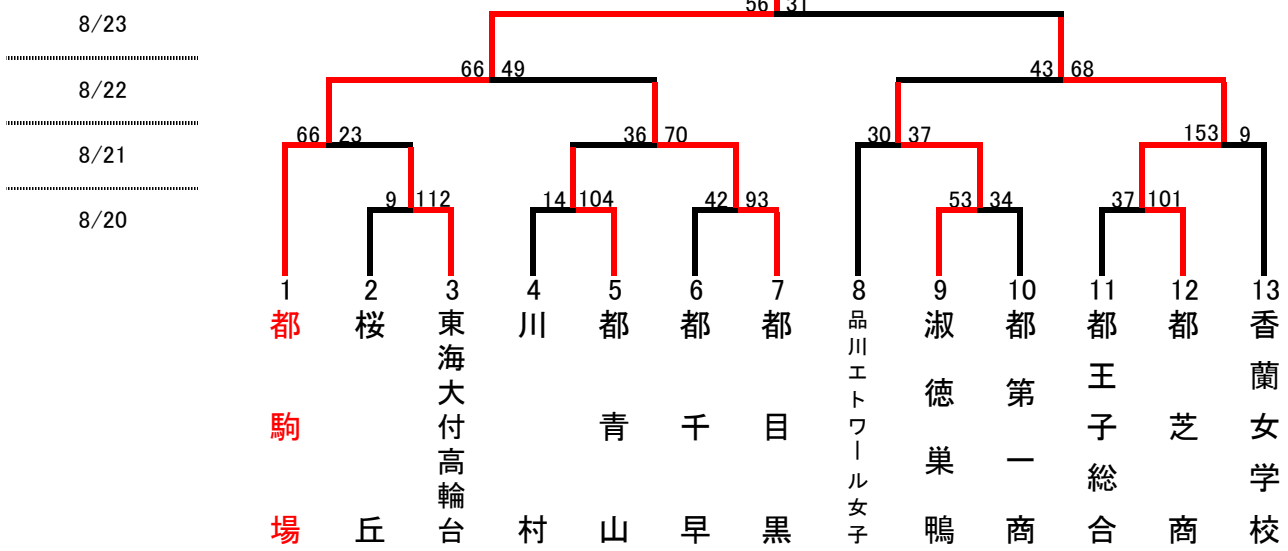 56 31
8/23
66 49
43 68
8/22
66 23
36 70
30 37
153 9
8/21
9 112
14 104
42 93
53 34
37 101
8/20
1
2
3
4
5
6
7
8
9
10
11
12
13
都駒場
桜丘
東海大付高輪台
川村
都青山
都千早
都目黒
品川エトワール女子
淑徳巣鴨
都第一商
都王子総合
都芝商
香蘭女学校